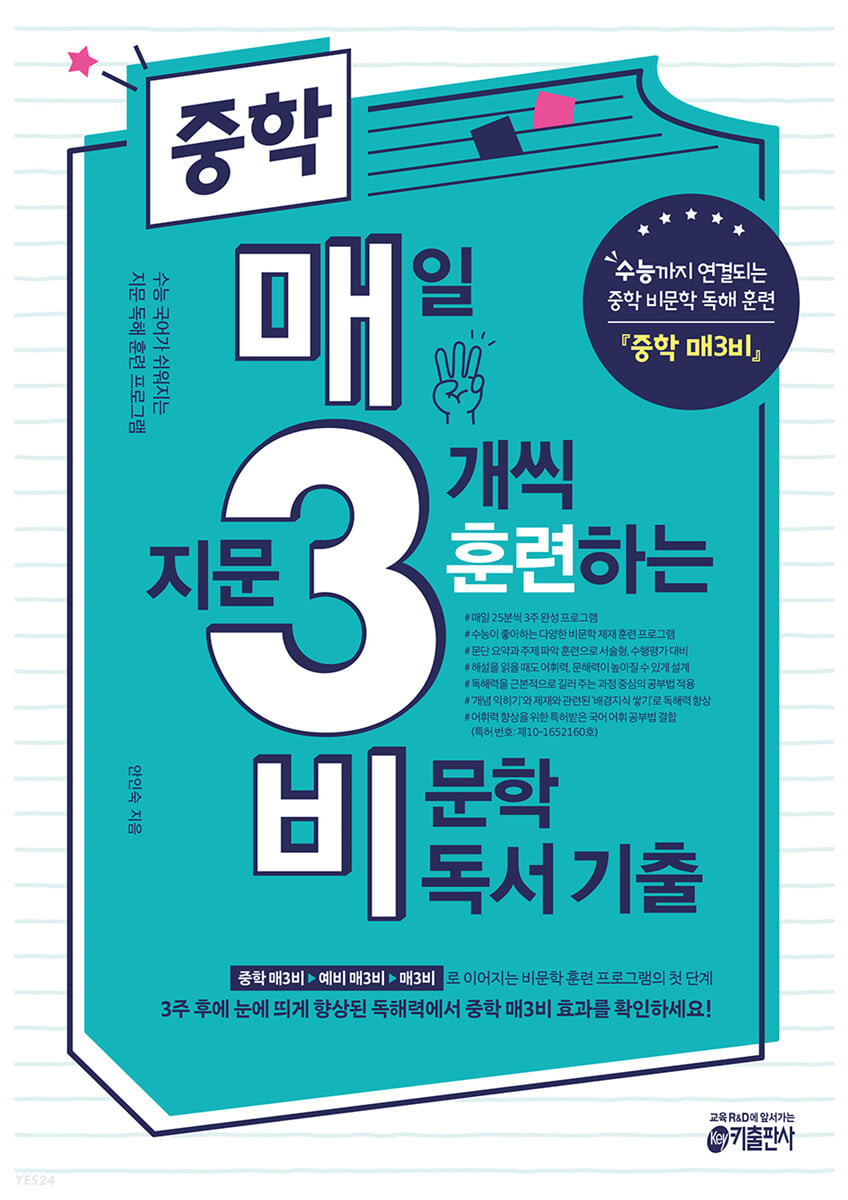 중학
수능 국어가 쉬워지는
지문 독해 훈련 프로그램
수능까지 연결되는
중학 비문학 독해 훈련
『중학 매3비』
매일
지문 3개씩
훈련하는
# 매일 25분씩 3주 완성 프로그램
# 수능이 좋아하는 다양한 비문학 제재 훈련 프로그램
# 문단 요약과 주제 파악 훈련으로 서술형, 수행평가 대비
# 해설을 읽을 때도 어휘력, 문해력이 높아질 수 있게 설계
# 독해력을 근본적으로 길러 주는 과정 중심의 공부법 적용
# '개념 익히기'와 제재와 관련된 '배경지식 쌓기'로 독해력 향상
# 어휘력 향상을 위한 특허받은 국어 어휘 공부법 결합
(특허 번호: 제10-1652160호)
안인숙 지음
비문학
독서 기출
중학 매3비 ▶ 예비 매3비 ▶ 매3비 로 이어지는 비문학 훈련 프로그램의 첫 단계
3주 후에 눈에 띄게 향상된 독해력에서 중학 매3비 효과를 확인하세요!
교육 R&D에 앞서가는
Key 키출판사
YES24